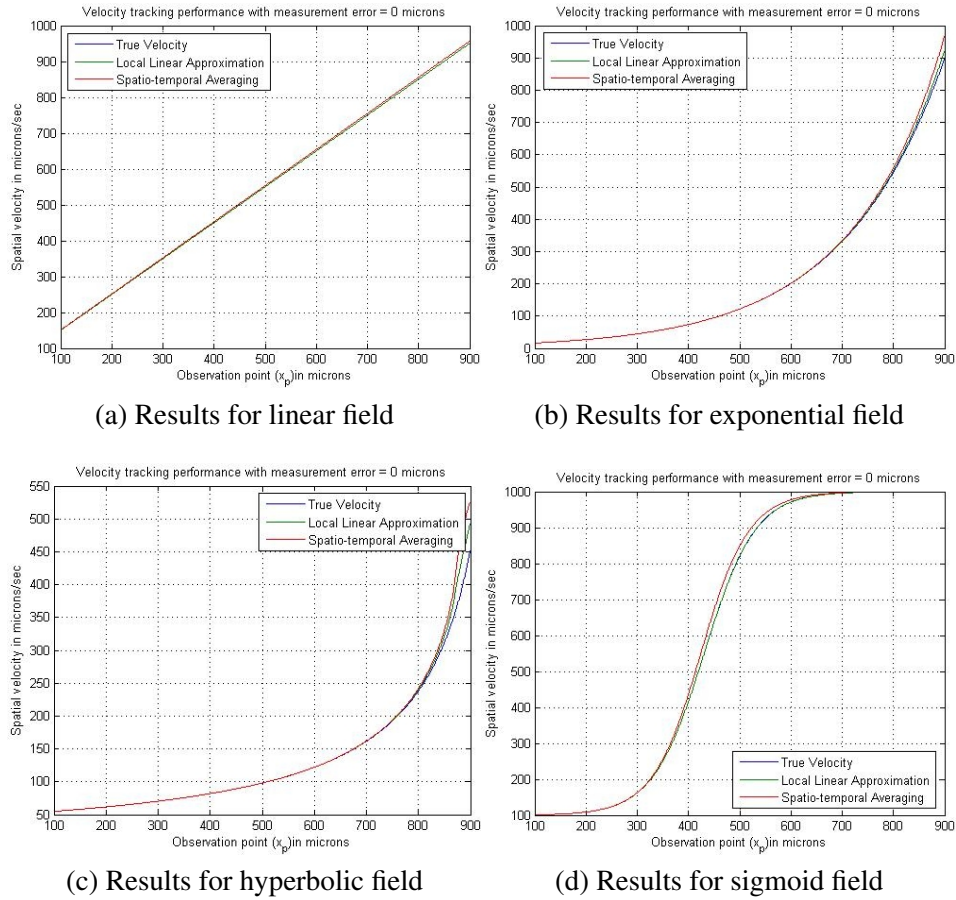 Velocity tracking performance with measurement error = 0 microns
True Velocity
Local Linear Approximation
Spatio-temporal Averaging
Spatial velocity in microns/sec
1000
900
800
700
600
500
400
300
200
100
100 200 300 400 500 600 700 800 900
Observation point (x_p)in microns
(a) Results for linear field
Velocity tracking performance with measurement error = 0 microns
True Velocity
Local Linear Approximation
Spatio-temporal Averaging
Spatial velocity in microns/sec
1000
900
800
700
600
500
400
300
200
100
0
100 200 300 400 500 600 700 800 900
Observation point (x_p)in microns
(b) Results for exponential field
Velocity tracking performance with measurement error = 0 microns
True Velocity
Local Linear Approximation
Spatio-temporal Averaging
Spatial velocity in microns/sec
550
500
450
400
350
300
250
200
150
100
50
100 200 300 400 500 600 700 800 900
Observation point (x_p)in microns
(c) Results for hyperbolic field
Velocity tracking performance with measurement error = 0 microns
Spatial velocity in microns/sec
1000
900
800
700
600
500
400
300
200
100
True Velocity
Local Linear Approximation
Spatio-temporal Averaging
100 200 300 400 500 600 700 800 900
Observation point (x_p)in microns
(d) Results for sigmoid field